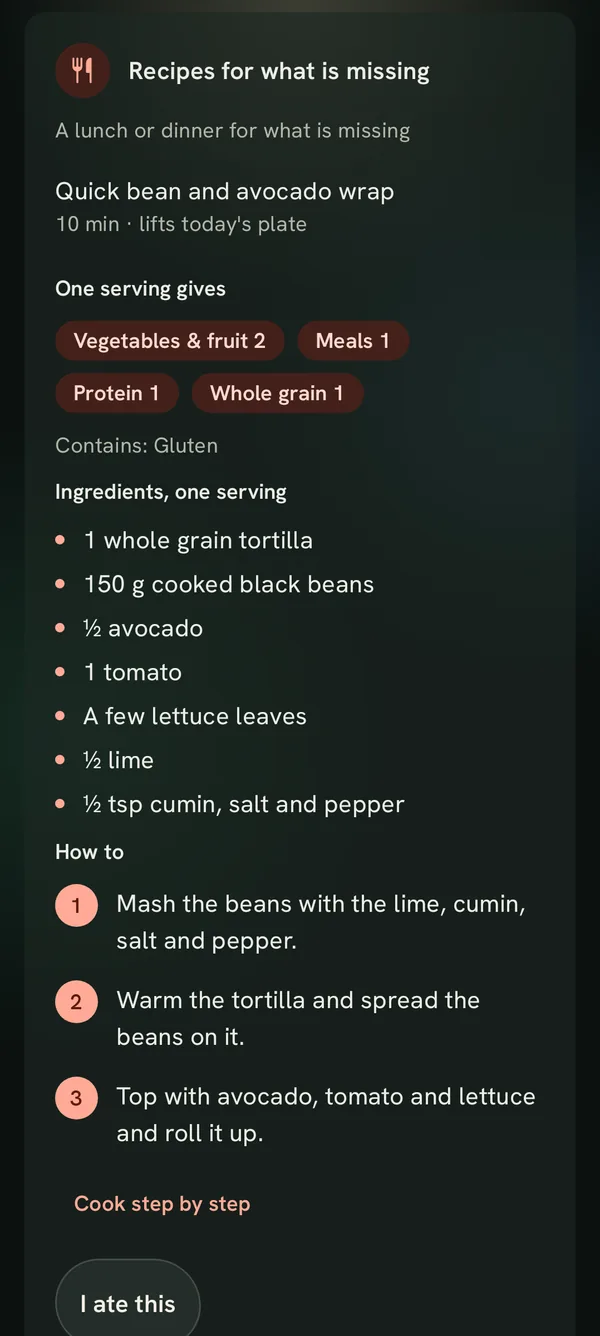 Recipes for what is missing
A lunch or dinner for what is missing
Quick bean and avocado wrap
10 min · lifts today's plate
One serving gives
Vegetables & fruit 2
Meals 1
Protein 1
Whole grain 1
Contains: Gluten
Ingredients, one serving
1 whole grain tortilla
150 g cooked black beans
½ avocado
1 tomato
A few lettuce leaves
½ lime
½ tsp cumin, salt and pepper
How to
1 Mash the beans with the lime, cumin,
salt and pepper.
2 Warm the tortilla and spread the
beans on it.
3 Top with avocado, tomato and lettuce
and roll it up.
Cook step by step
I ate this